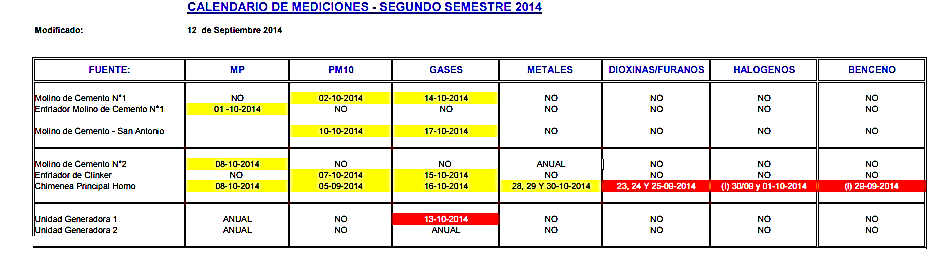 CALENDARIO DE MEDICIONES - SEGUNDO SEMESTRE 2014
Modificado: 12 de Septiembre 2014
FUENTE: MP PM10 GASES METALES DIOXINAS/FURANOS HALOGENOS BENCENO
Molino de Cemento N°1 NO 02-10-2014 14-10-2014 NO NO NO NO
Enfriador Molino de Cemento N°1 01 -10-2014 NO NO NO NO NO NO
Molino de Cemento - San Antonio 10-10-2014 17-10-2014 NO NO NO NO
Molino de Cemento N°2 08-10-2014 NO NO ANUAL NO NO NO
Enfriador de Clinker NO 07-10-2014 15-10-2014 NO NO NO NO
Chimenea Principal Horno 08-10-2014 05-09-2014 16-10-2014 28, 29 Y 30-10-2014 23, 24 Y 25-09-2014 (I) 30/09 y 01-10-2014 (I) 29-09-2014
Unidad Generadora 1 ANUAL NO 13-10-2014 NO NO NO NO
Unidad Generadora 2 ANUAL NO ANUAL NO NO NO NO